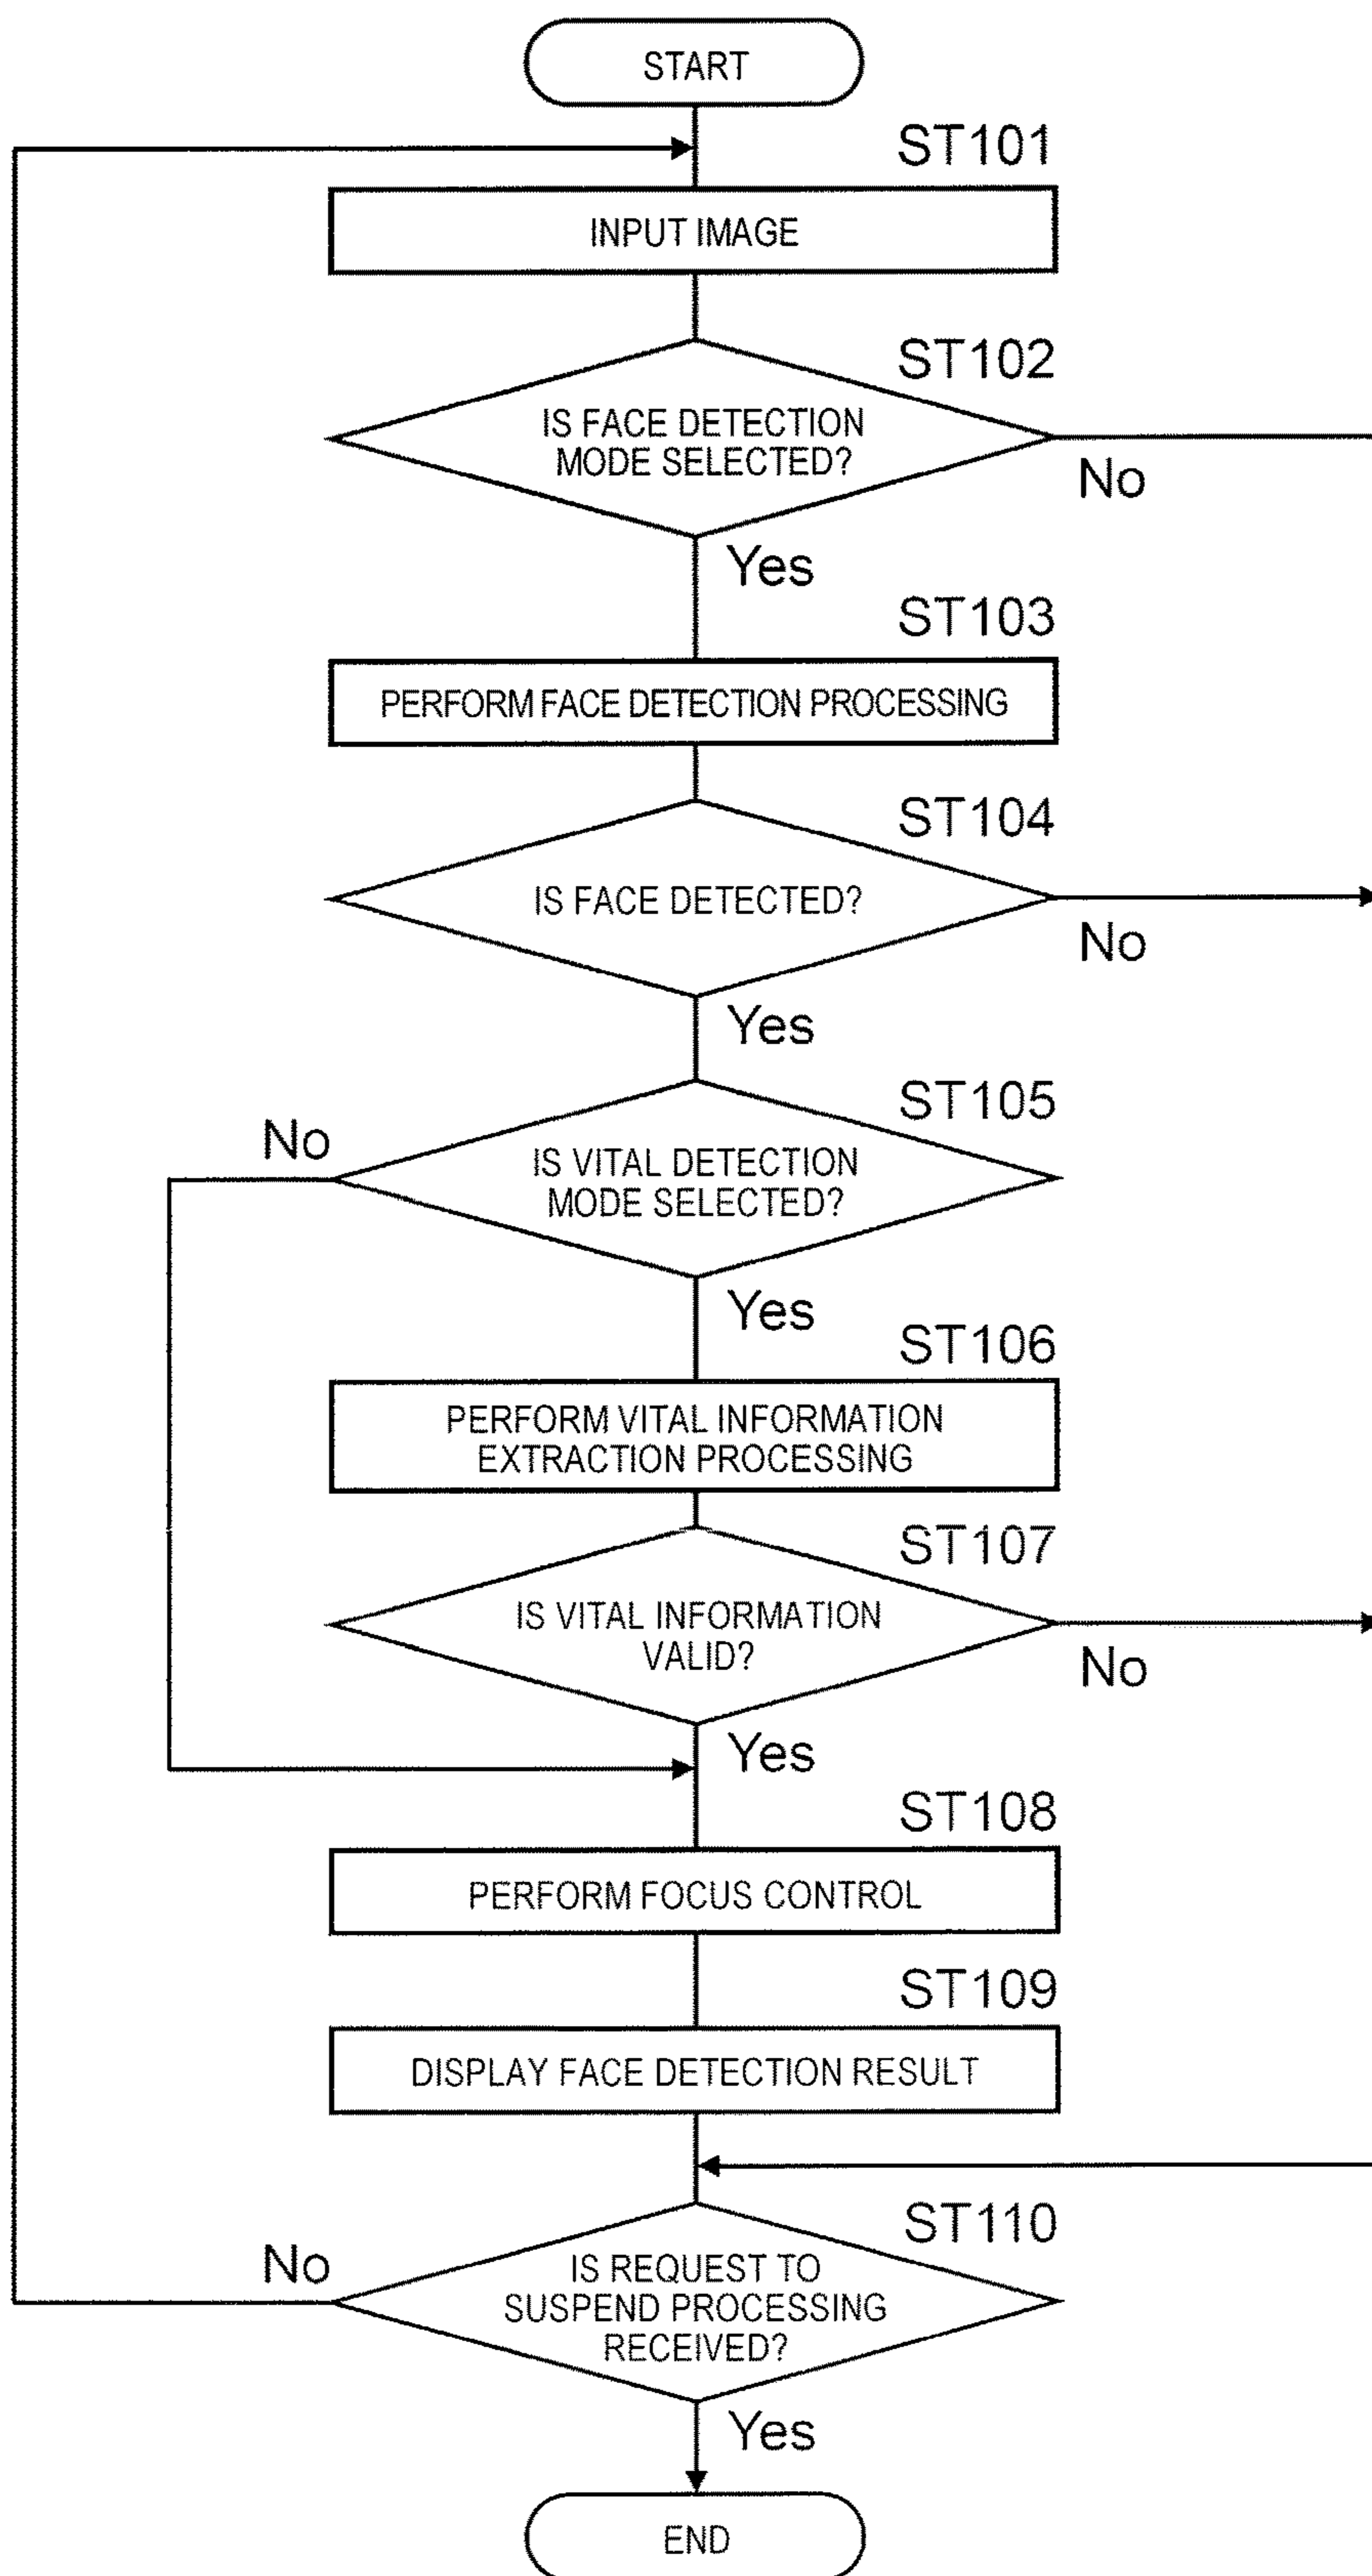 START
ST101
INPUT IMAGE
ST102
IS FACE DETECTION
MODE SELECTED?
No
Yes
ST103
PERFORM FACE DETECTION PROCESSING
ST104
IS FACE DETECTED?
No
Yes
ST105
No
IS VITAL DETECTION
MODE SELECTED?
Yes
ST106
PERFORM VITAL INFORMATION
EXTRACTION PROCESSING
ST107
IS VITAL INFORMATION
VALID?
No
Yes
ST108
PERFORM FOCUS CONTROL
ST109
DISPLAY FACE DETECTION RESULT
ST110
No
IS REQUEST TO
SUSPEND PROCESSING
RECEIVED?
Yes
END